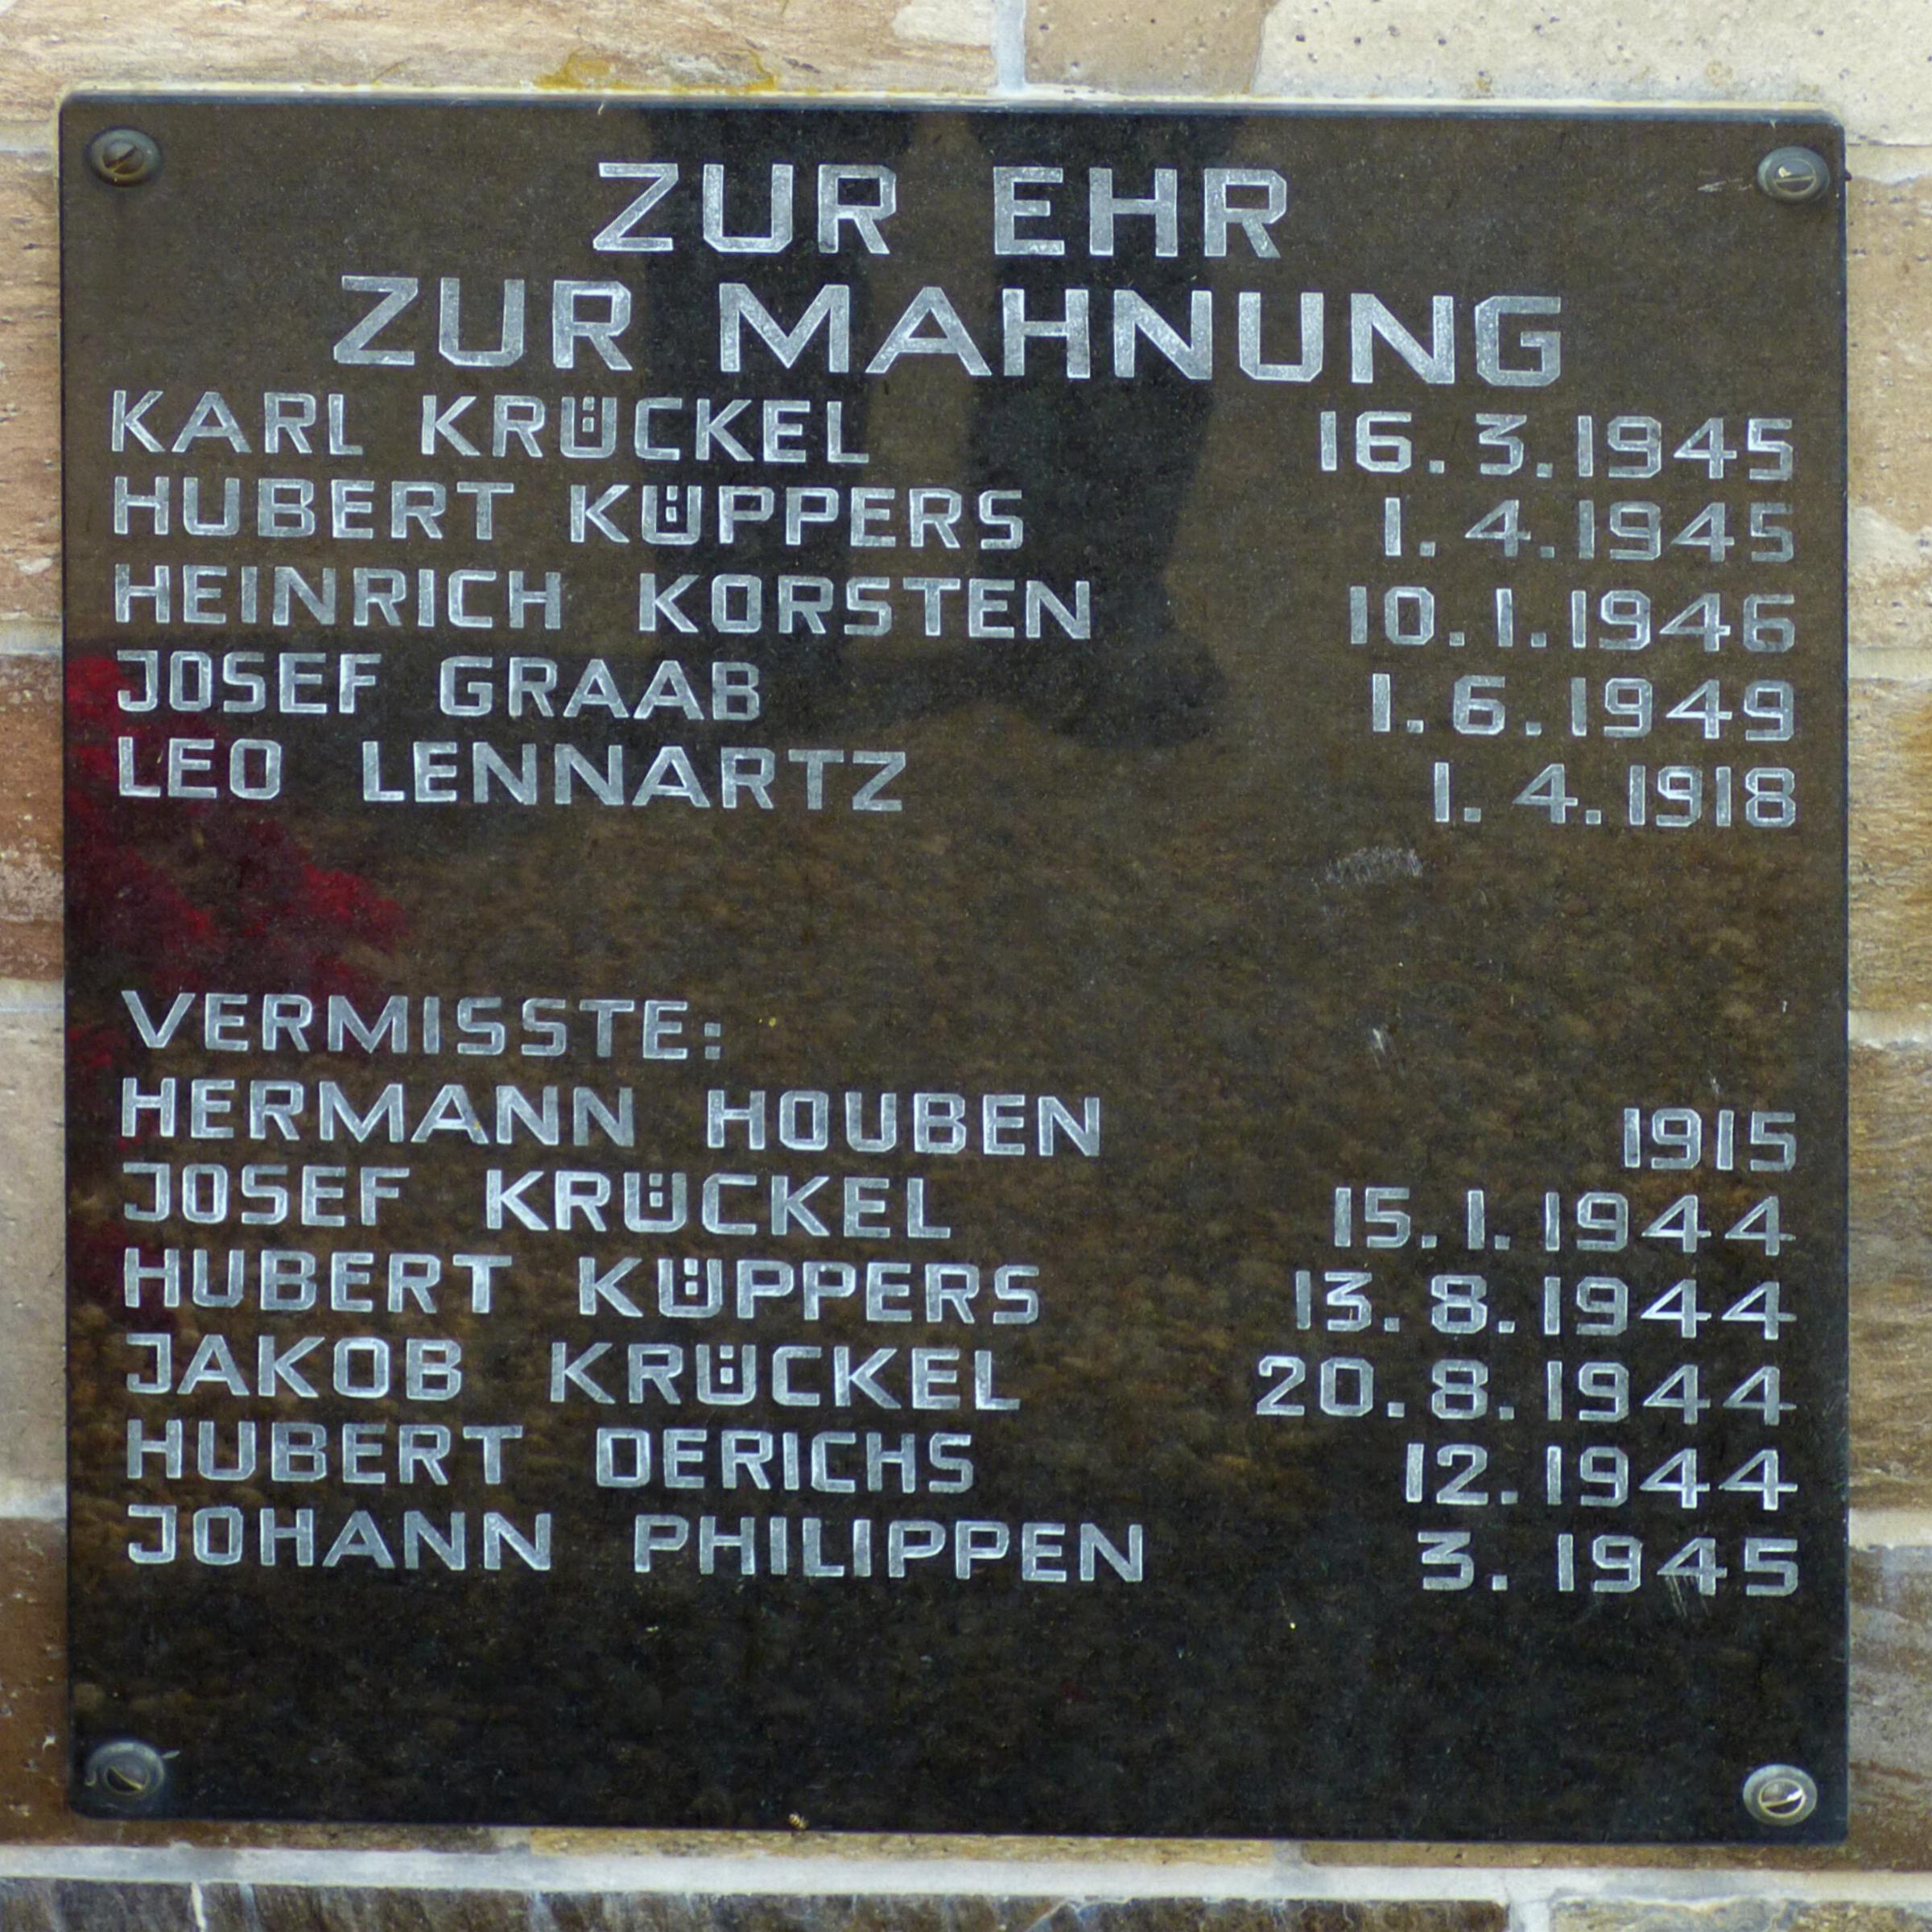 ZUR EHR
ZUR MAHNUNG
KARL KRÜCKEL 16. 3. 1945
HUBERT KÜPPERS 1. 4. 1945
HEINRICH KORSTEN 10. 1. 1946
JOSEF GRAAB 1. 6. 1949
LEO LENNARTZ 1. 4. 1918
VERMISSTE:
HERMANN HOUBEN 1915
JOSEF KRÜCKEL 15. 1. 1944
HUBERT KÜPPERS 13. 8. 1944
JAKOB KRÜCKEL 20. 8. 1944
HUBERT DERICHS 12. 1944
JOHANN PHILIPPEN 3. 1945